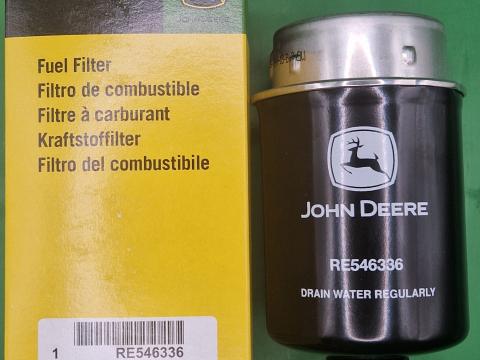 Fuel Filter
Filtro de combustible
Filtre à carburant
Kraftstoffilter
Filtro del combustibile
1 RE546336
JOHN DEERE
RE546336
DRAIN WATER REGULARLY